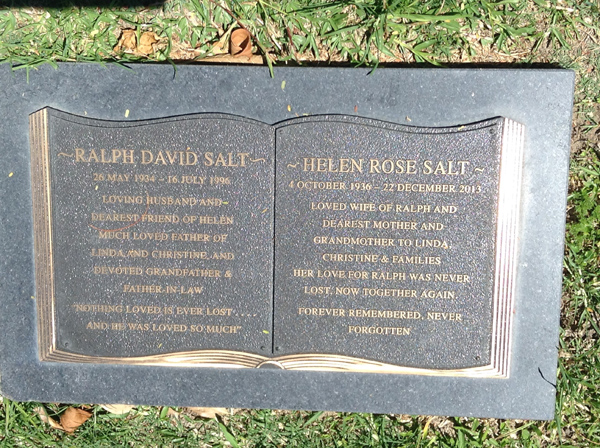 ~RALPH DAVID SALT~
26 MAY 1934 ~ 16 JULY 1996
LOVING HUSBAND AND
DEAREST FRIEND OF HELEN
MUCH LOVED FATHER OF
LINDA AND CHRISTINE, AND
DEVOTED GRANDFATHER &
FATHER-IN-LAW
"NOTHING LOVED IS EVER LOST . . . .
AND HE WAS LOVED SO MUCH"
~ HELEN ROSE SALT ~
4 OCTOBER 1936 ~ 22 DECEMBER 2013
LOVED WIFE OF RALPH AND
DEAREST MOTHER AND
GRANDMOTHER TO LINDA,
CHRISTINE & FAMILIES
HER LOVE FOR RALPH WAS NEVER
LOST, NOW TOGETHER AGAIN.
FOREVER REMEMBERED, NEVER
FORGOTTEN